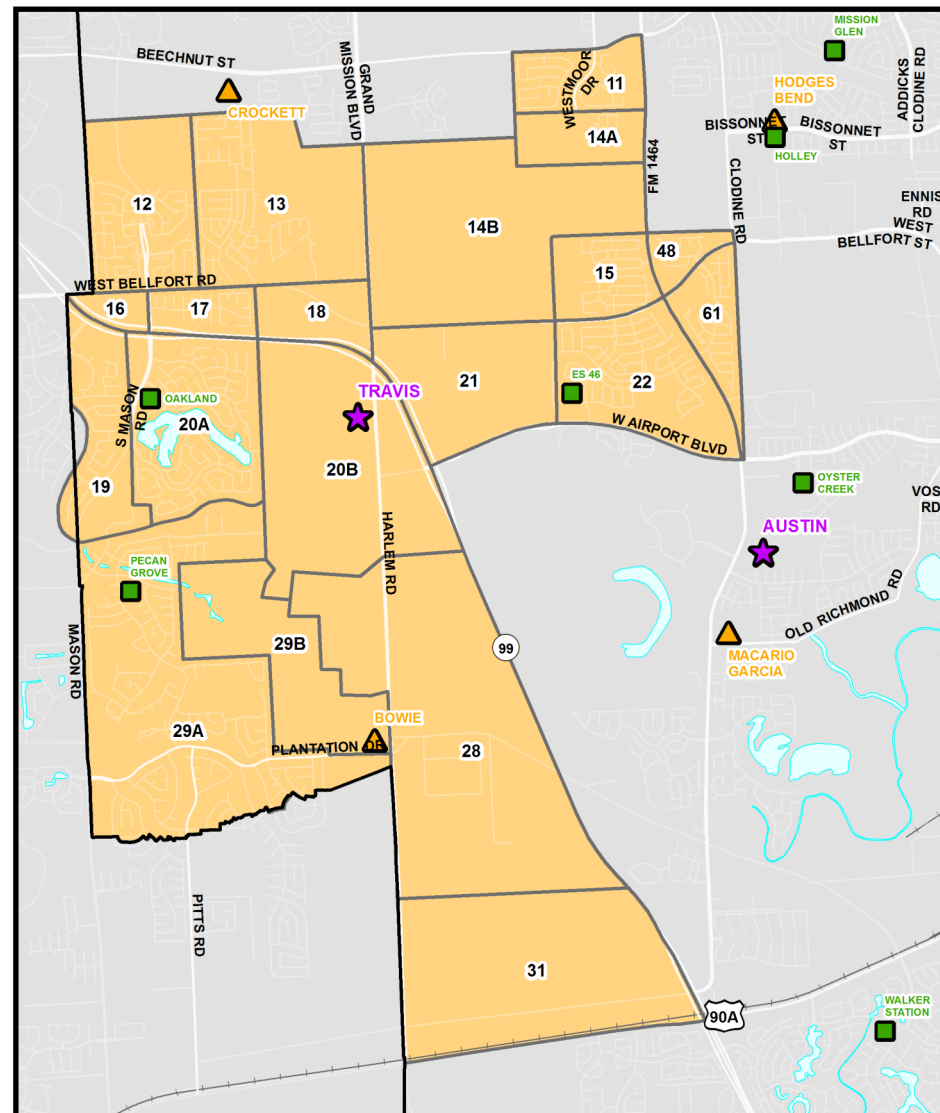 MISSION
GLEN
BEECHNUT ST
GRAND
MISSION BLVD
WESTMOOR
DR
11
HODGES
BEND
ADDICKS
CLODINE RD
CROCKETT
BISSONNET
ST
BISSONNET
ST
14A
HOLLEY
FM 1464
CLODINE RD
12
13
14B
ENNIS
RD
WEST
BELLFORT ST
48
15
WEST BELLFORT RD
16
17
18
61
21
22
ES 46
TRAVIS
OAKLAND
S MASON
RD
20A
W AIRPORT BLVD
20B
19
OYSTER
CREEK
VOSS
RD
AUSTIN
HARLEM RD
PECAN
GROVE
OLD RICHMOND RD
MASON RD
29B
99
MACARIO
GARCIA
29A
BOWIE
PLANTATION DR
28
PITTS RD
31
90A
WALKER
STATION